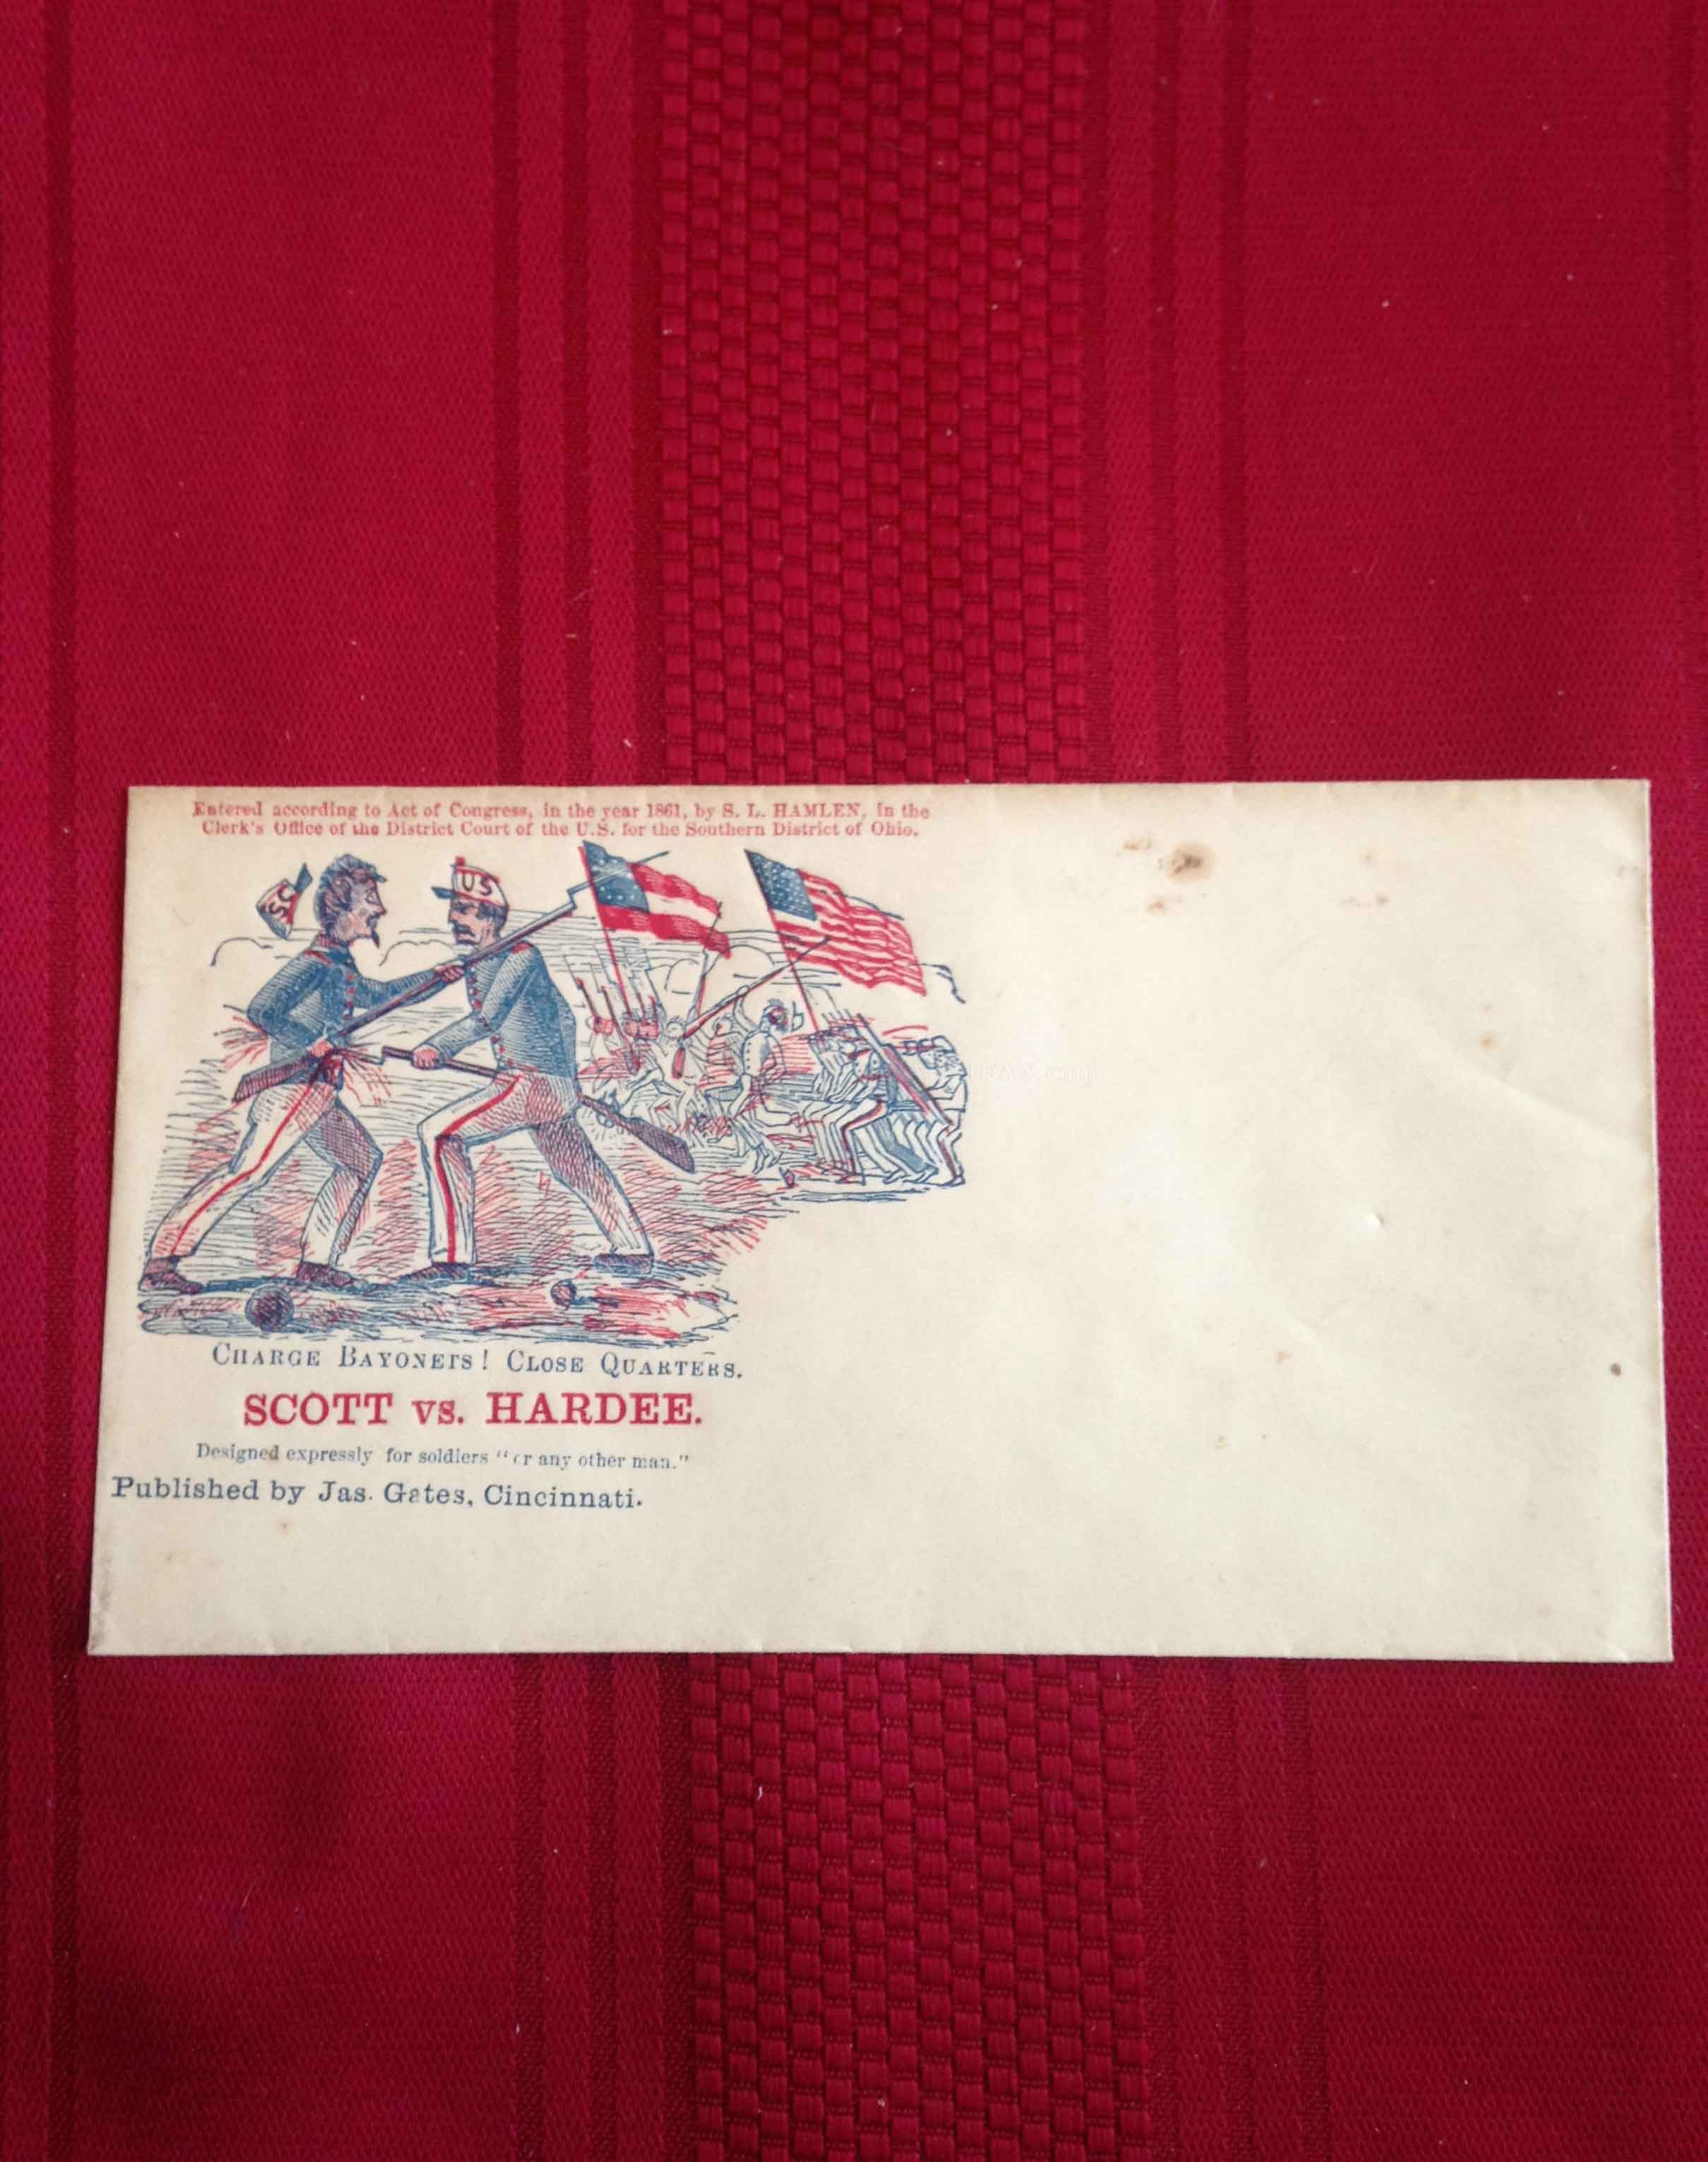 Entered according to Act of Congress, in the year 1861, by S. L. HAMLEN, in the
Clerk's Office of the District Court of the U.S. for the Southern District of Ohio.
SC
US
CHARGE BAYONETS! CLOSE QUARTERS.
SCOTT vs. HARDEE.
Designed expressly for soldiers "or any other man."
Published by Jas. Gates, Cincinnati.